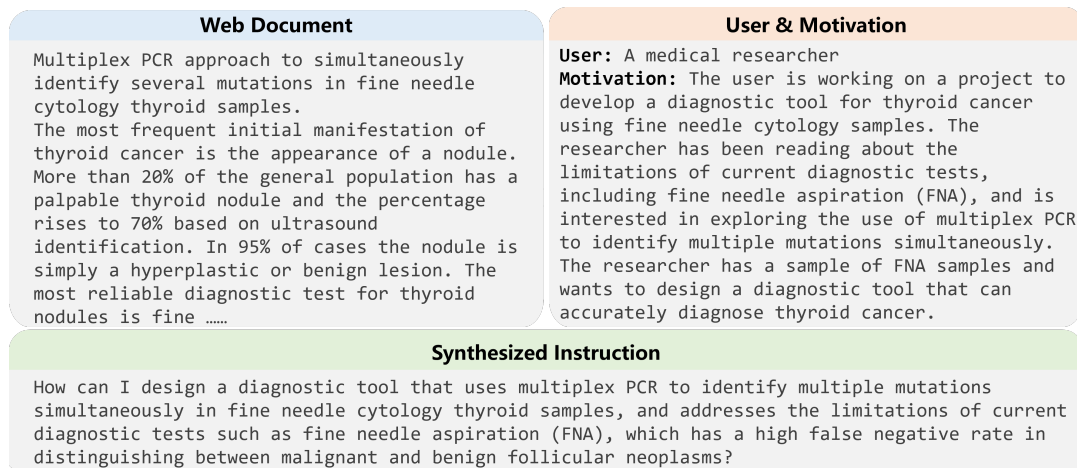 Web Document
Multiplex PCR approach to simultaneously
identify several mutations in fine needle
cytology thyroid samples.
The most frequent initial manifestation of
thyroid cancer is the appearance of a nodule.
More than 20% of the general population has a
palpable thyroid nodule and the percentage
rises to 70% based on ultrasound
identification. In 95% of cases the nodule is
simply a hyperplastic or benign lesion. The
most reliable diagnostic test for thyroid
nodules is fine ……
User & Motivation
User: A medical researcher
Motivation: The user is working on a project to
develop a diagnostic tool for thyroid cancer
using fine needle cytology samples. The
researcher has been reading about the
limitations of current diagnostic tests,
including fine needle aspiration (FNA), and is
interested in exploring the use of multiplex PCR
to identify multiple mutations simultaneously.
The researcher has a sample of FNA samples and
wants to design a diagnostic tool that can
accurately diagnose thyroid cancer.
Synthesized Instruction
How can I design a diagnostic tool that uses multiplex PCR to identify multiple mutations
simultaneously in fine needle cytology thyroid samples, and addresses the limitations of current
diagnostic tests such as fine needle aspiration (FNA), which has a high false negative rate in
distinguishing between malignant and benign follicular neoplasms?